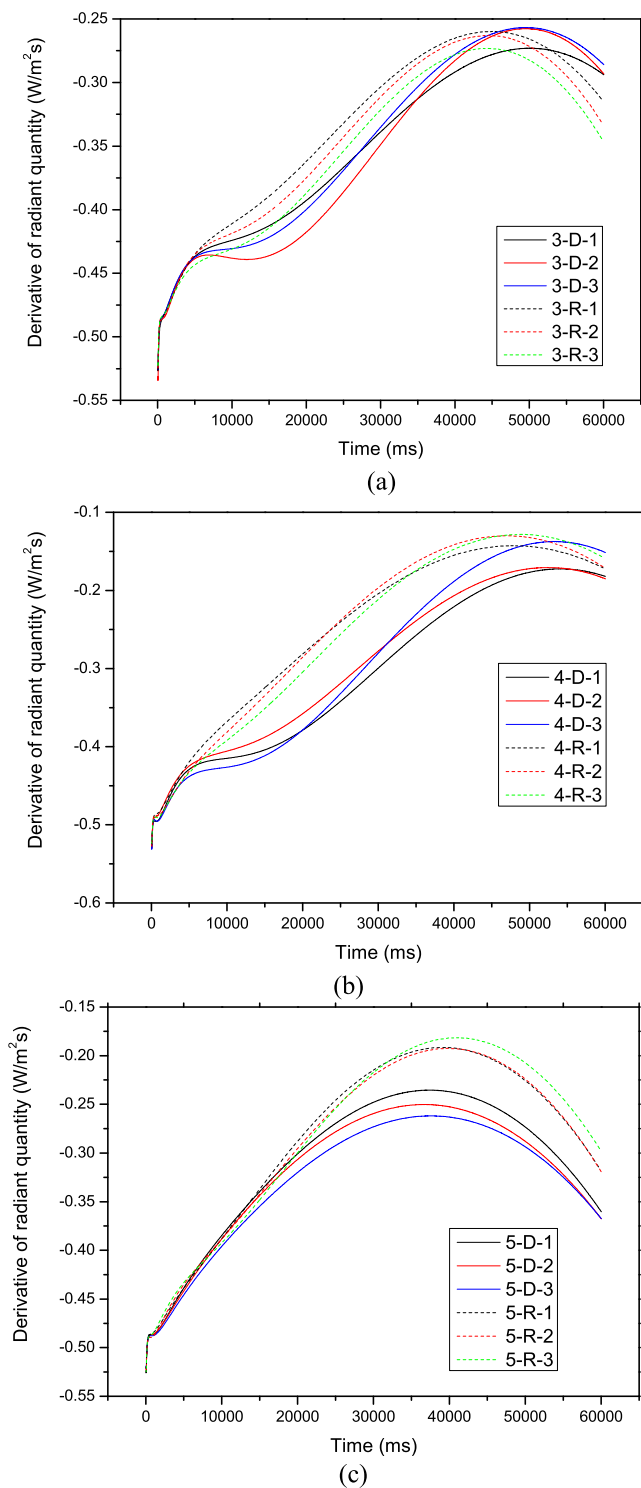 Derivative of radiant quantity (W/m²s)
-0.25
-0.30
-0.35
-0.40
-0.45
-0.50
-0.55
3-D-1
3-D-2
3-D-3
3-R-1
3-R-2
3-R-3
0 10000 20000 30000 40000 50000 60000
Time (ms)
(a)
Derivative of radiant quantity (W/m²s)
-0.1
-0.2
-0.3
-0.4
-0.5
-0.6
4-D-1
4-D-2
4-D-3
4-R-1
4-R-2
4-R-3
0 10000 20000 30000 40000 50000 60000
Time (ms)
(b)
Derivative of radiant quantity (W/m²s)
-0.15
-0.20
-0.25
-0.30
-0.35
-0.40
-0.45
-0.50
-0.55
5-D-1
5-D-2
5-D-3
5-R-1
5-R-2
5-R-3
0 10000 20000 30000 40000 50000 60000
Time (ms)
(c)